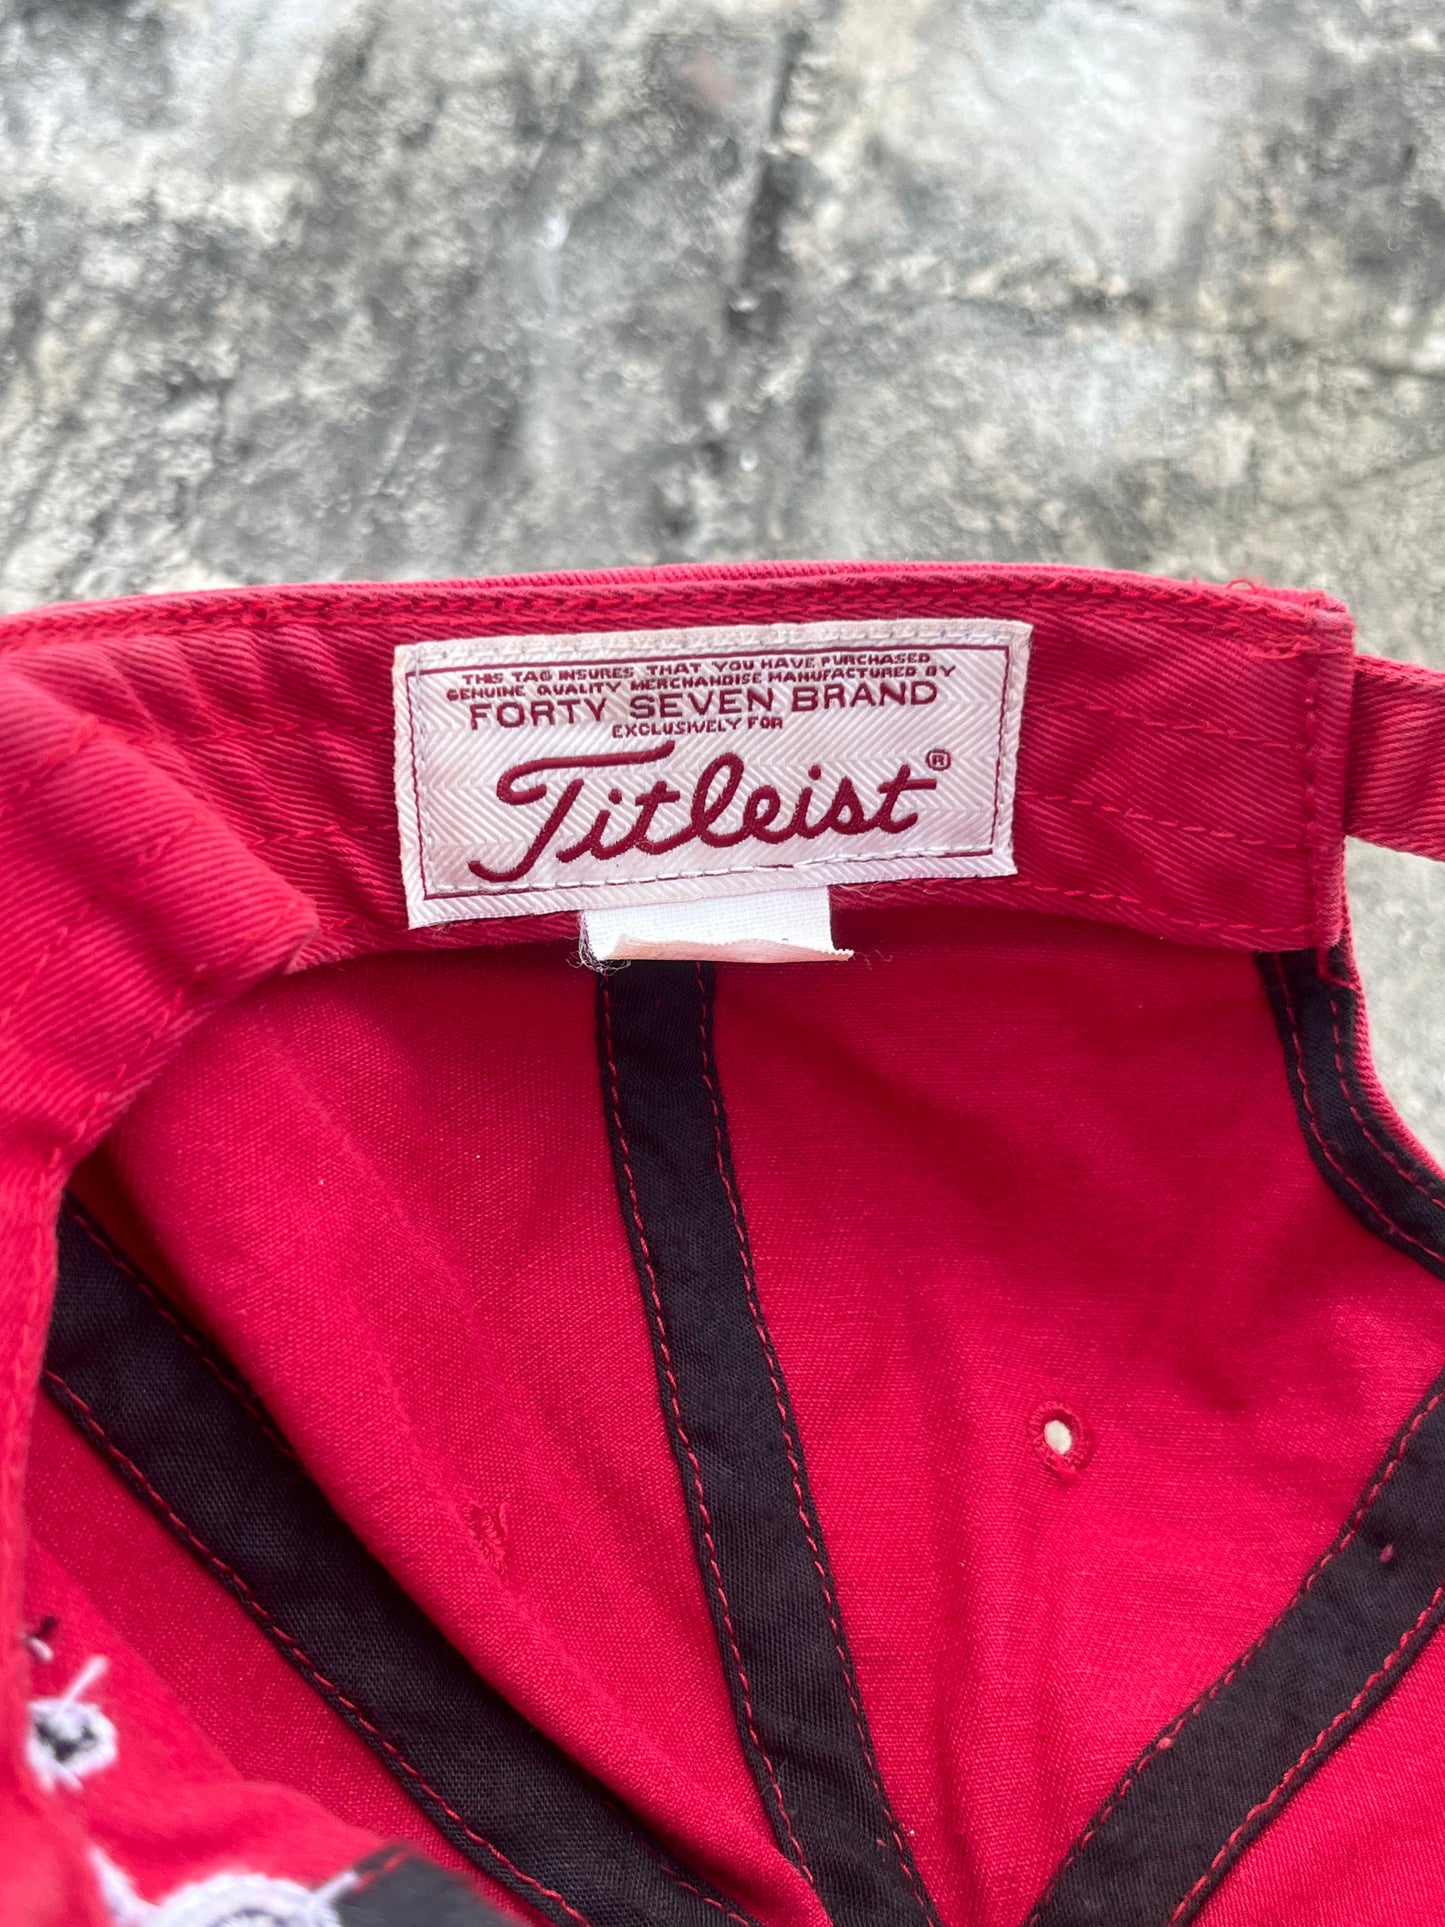 THIS TAG INSURES THAT YOU HAVE PURCHASED
GENUINE QUALITY MERCHANDISE MANUFACTURED BY
FORTY SEVEN BRAND
EXCLUSIVELY FOR
Titleist®